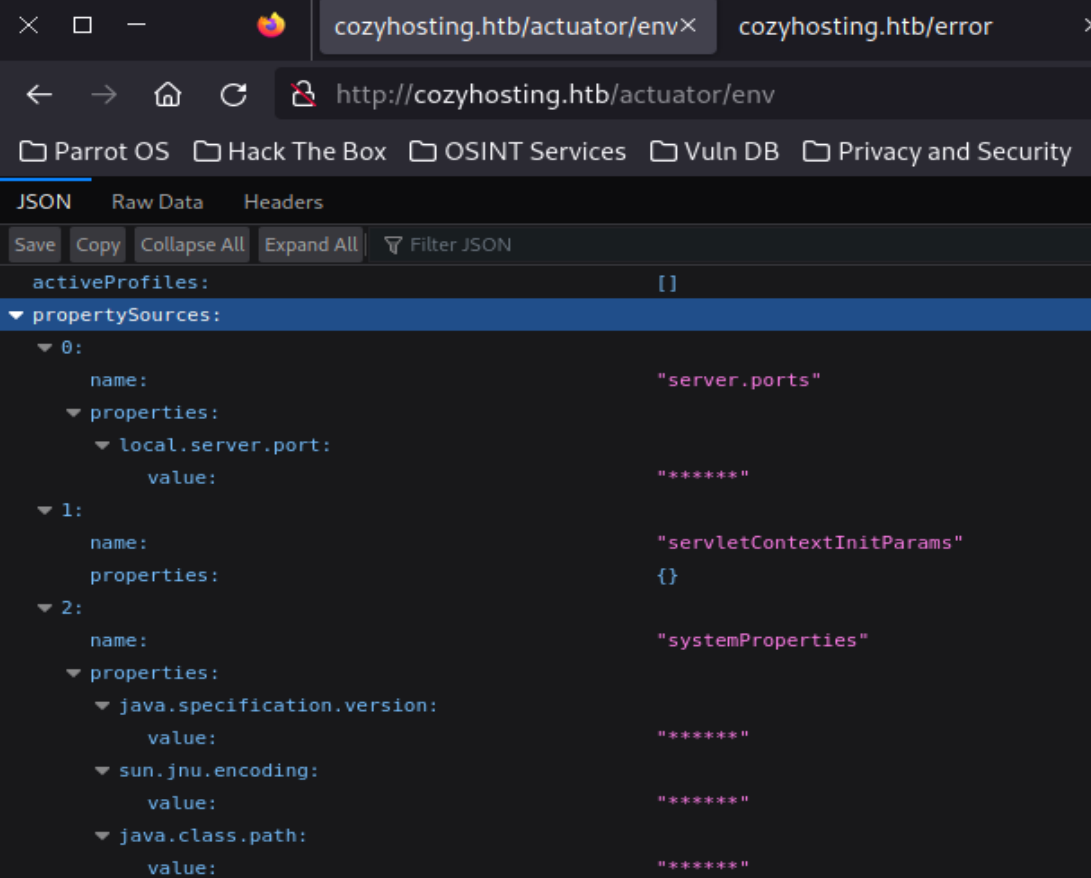 cozyhosting.htb/actuator/env
cozyhosting.htb/error
http://cozyhosting.htb/actuator/env
Parrot OS Hack The Box OSINT Services Vuln DB Privacy and Security
JSON Raw Data Headers
Save Copy Collapse All Expand All Filter JSON
activeProfiles: []
propertySources:
0:
name: "server.ports"
properties:
local.server.port:
value: "******"
1:
name: "servletContextInitParams"
properties: {}
2:
name: "systemProperties"
properties:
java.specification.version:
value: "******"
sun.jnu.encoding:
value: "******"
java.class.path:
value: "******"